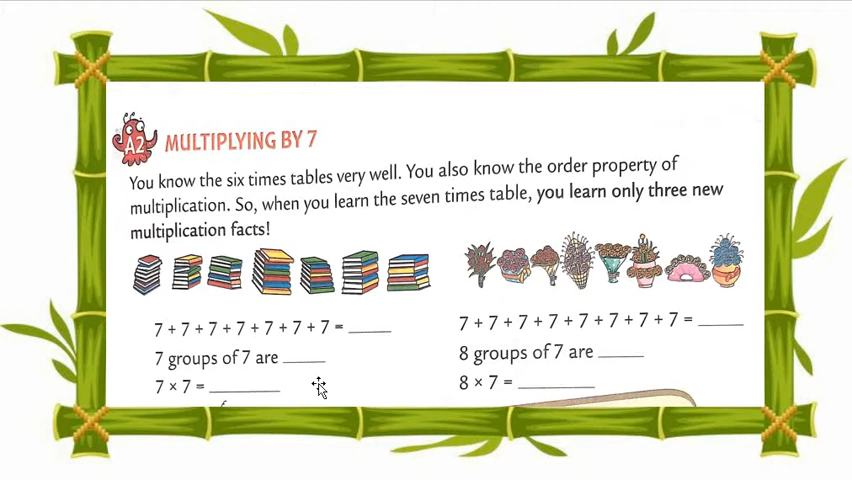 A2 MULTIPLYING BY 7
You know the six times tables very well. You also know the order property of
multiplication. So, when you learn the seven times table, you learn only three new
multiplication facts!
7 + 7 + 7 + 7 + 7 + 7 + 7 = ______
7 groups of 7 are ______
7 × 7 = ______
7 + 7 + 7 + 7 + 7 + 7 + 7 + 7 = ______
8 groups of 7 are ______
8 × 7 = ______